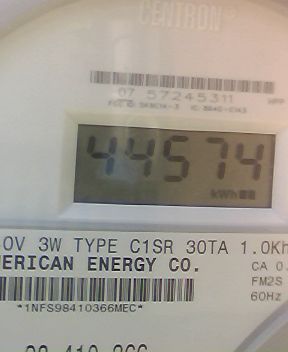 CENTRON®
07 57245311
44574
kWh
0V 3W TYPE C1SR 30TA 1.0Kh
ERICAN ENERGY CO.
CA 0.
FM2S
60Hz
*1NFS98410366MEC*